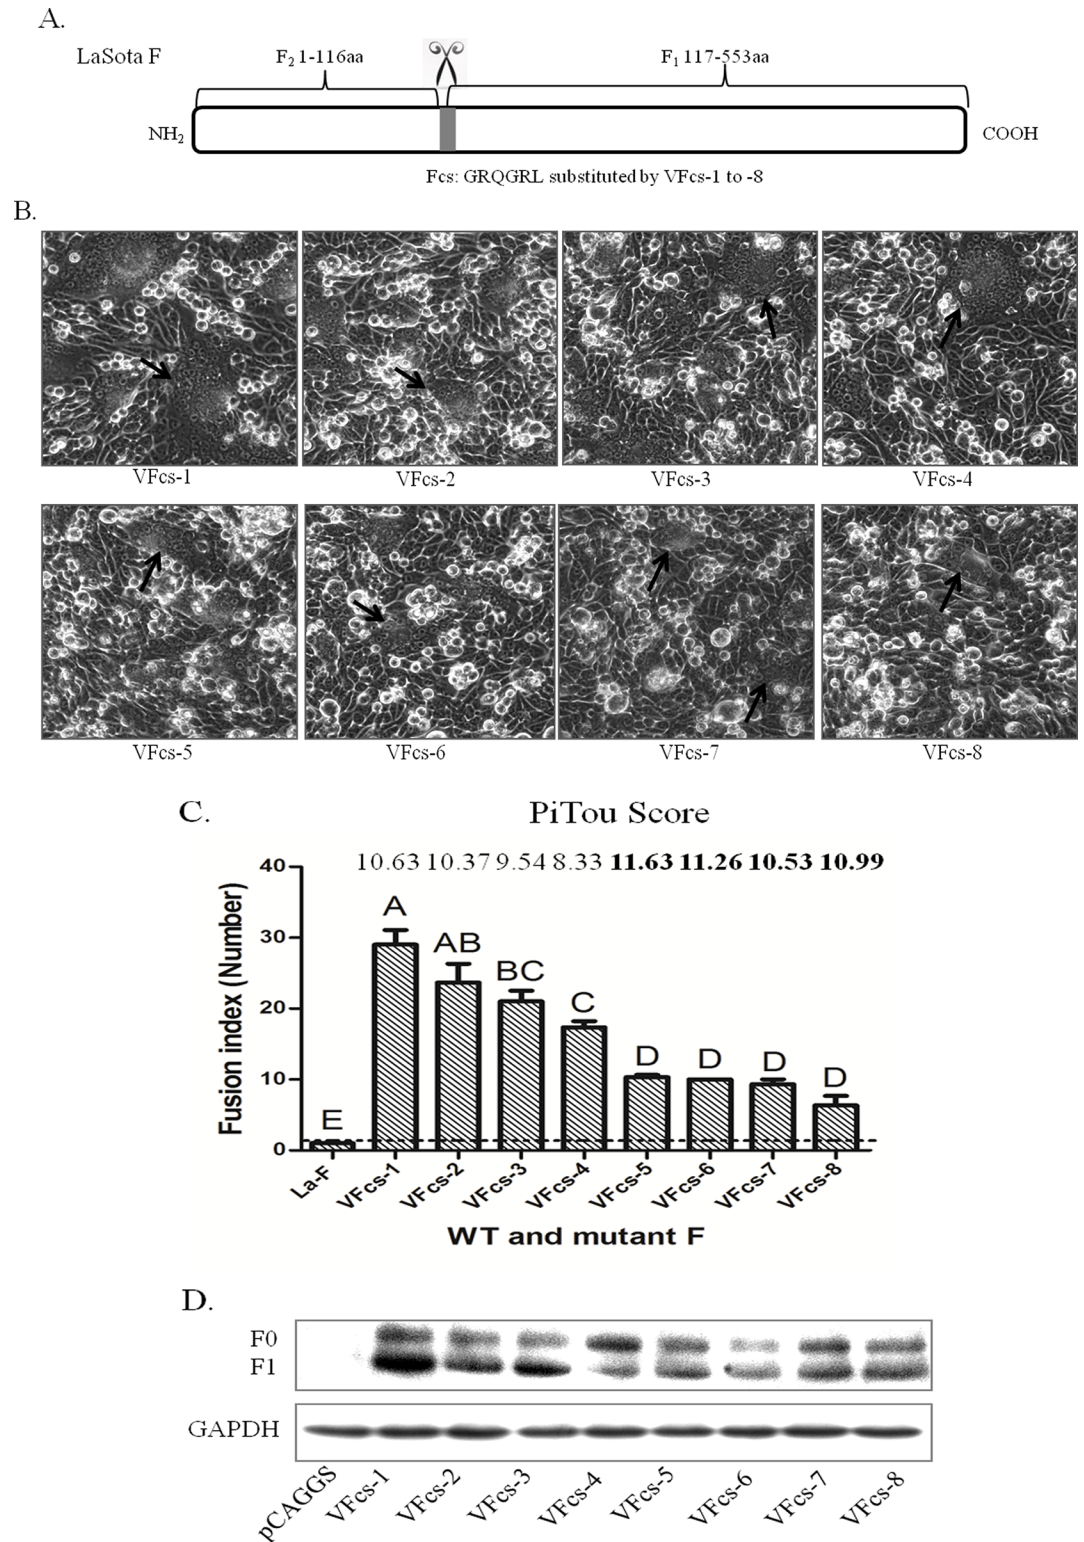 A.
LaSota F
F₂ 1-116aa
F₁ 117-553aa
NH₂
COOH
Fcs: GRQGRL substituted by VFcs-1 to -8
B.
VFcs-1 VFcs-2 VFcs-3 VFcs-4
VFcs-5 VFcs-6 VFcs-7 VFcs-8
C.
PiTou Score
10.63 10.37 9.54 8.33 11.63 11.26 10.53 10.99
Fusion index (Number)
40
30
20
10
0
E A AB BC C D D D D
La-F VFcs-1 VFcs-2 VFcs-3 VFcs-4 VFcs-5 VFcs-6 VFcs-7 VFcs-8
WT and mutant F
D.
F0
F1
GAPDH
pCAGGS VFcs-1 VFcs-2 VFcs-3 VFcs-4 VFcs-5 VFcs-6 VFcs-7 VFcs-8